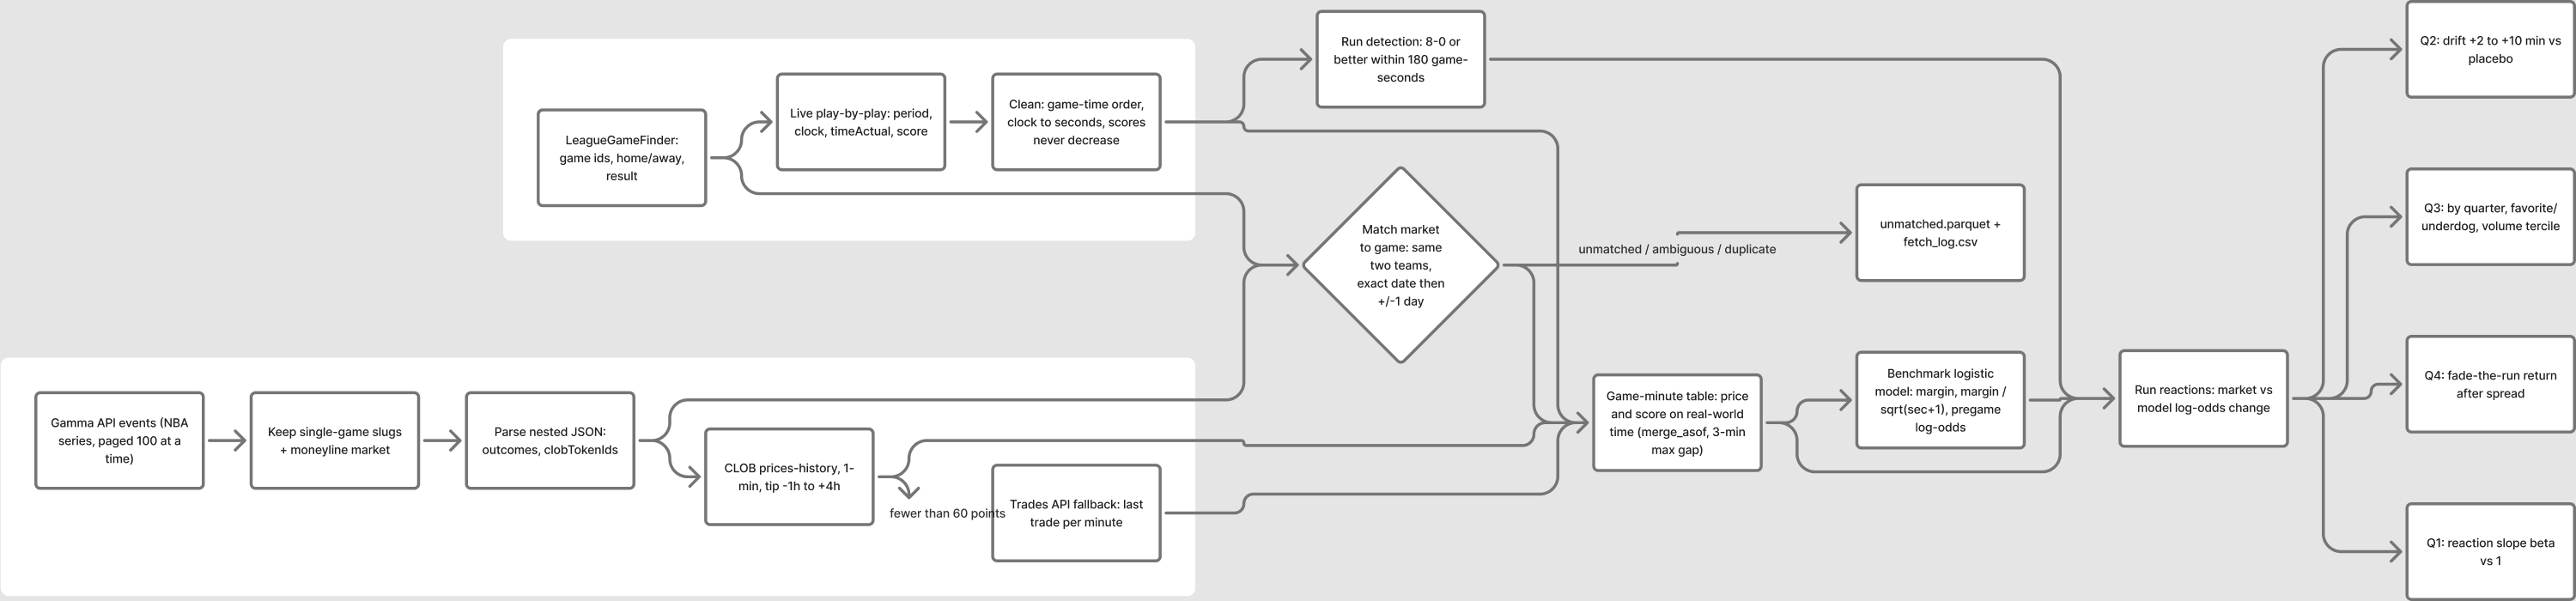 LeagueGameFinder:
game ids, home/away,
result
Live play-by-play: period,
clock, timeActual, score
Clean: game-time order,
clock to seconds, scores
never decrease
Run detection: 8-0 or
better within 180 game-
seconds
Match market
to game: same
two teams,
exact date then
+/-1 day
unmatched / ambiguous / duplicate
unmatched.parquet +
fetch_log.csv
Gamma API events (NBA
series, paged 100 at a
time)
Keep single-game slugs
+ moneyline market
Parse nested JSON:
outcomes, clobTokenIds
CLOB prices-history, 1-
min, tip -1h to +4h
fewer than 60 points
Trades API fallback: last
trade per minute
Game-minute table: price
and score on real-world
time (merge_asof, 3-min
max gap)
Benchmark logistic
model: margin, margin /
sqrt(sec+1), pregame
log-odds
Run reactions: market vs
model log-odds change
Q2: drift +2 to +10 min vs
placebo
Q3: by quarter, favorite/
underdog, volume tercile
Q4: fade-the-run return
after spread
Q1: reaction slope beta
vs 1